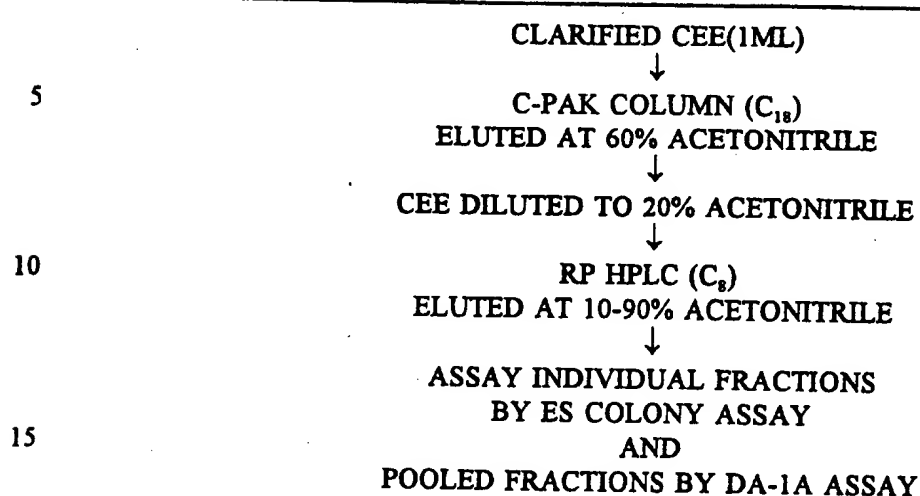 CLARIFIED CEE(1ML)
↓
5 C-PAK COLUMN (C₁₈)
ELUTED AT 60% ACETONITRILE
↓
CEE DILUTED TO 20% ACETONITRILE
↓
10 RP HPLC (C₈)
ELUTED AT 10-90% ACETONITRILE
↓
ASSAY INDIVIDUAL FRACTIONS
BY ES COLONY ASSAY
15 AND
POOLED FRACTIONS BY DA-1A ASSAY